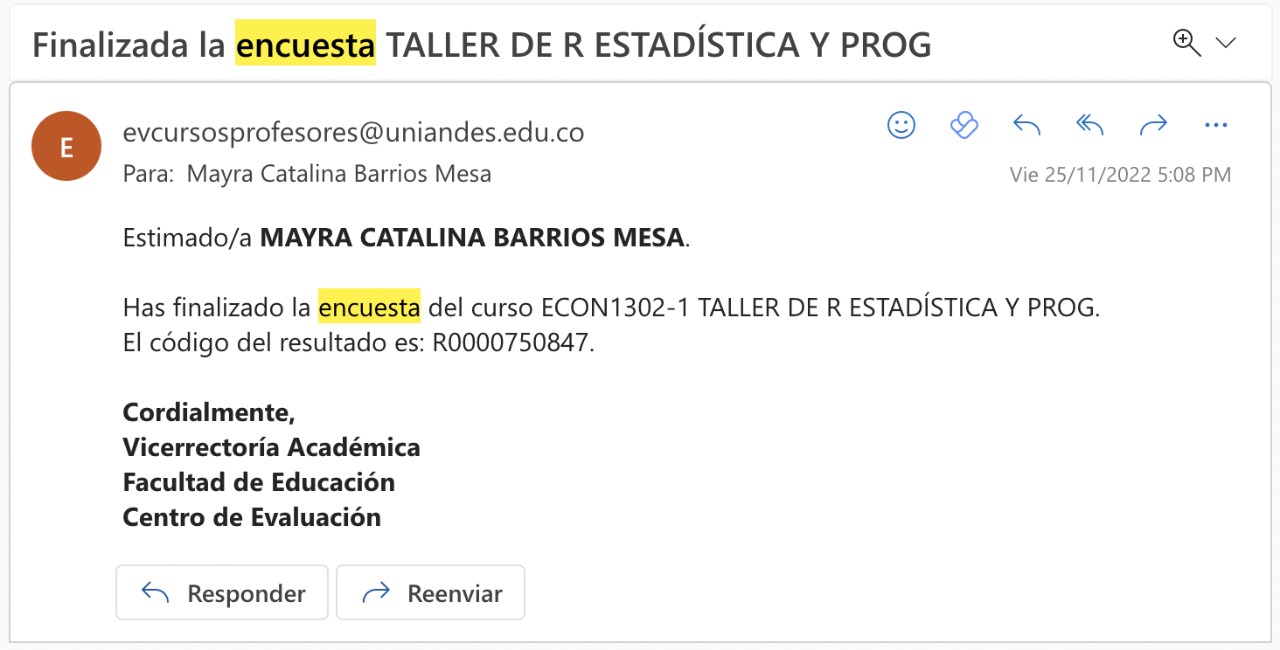 Finalizada la encuesta TALLER DE R ESTADÍSTICA Y PROG
E
evcursosprofesores@uniandes.edu.co
Para: Mayra Catalina Barrios Mesa
Vie 25/11/2022 5:08 PM
Estimado/a MAYRA CATALINA BARRIOS MESA.
Has finalizado la encuesta del curso ECON1302-1 TALLER DE R ESTADÍSTICA Y PROG.
El código del resultado es: R0000750847.
Cordialmente,
Vicerrectoría Académica
Facultad de Educación
Centro de Evaluación
Responder
Reenviar